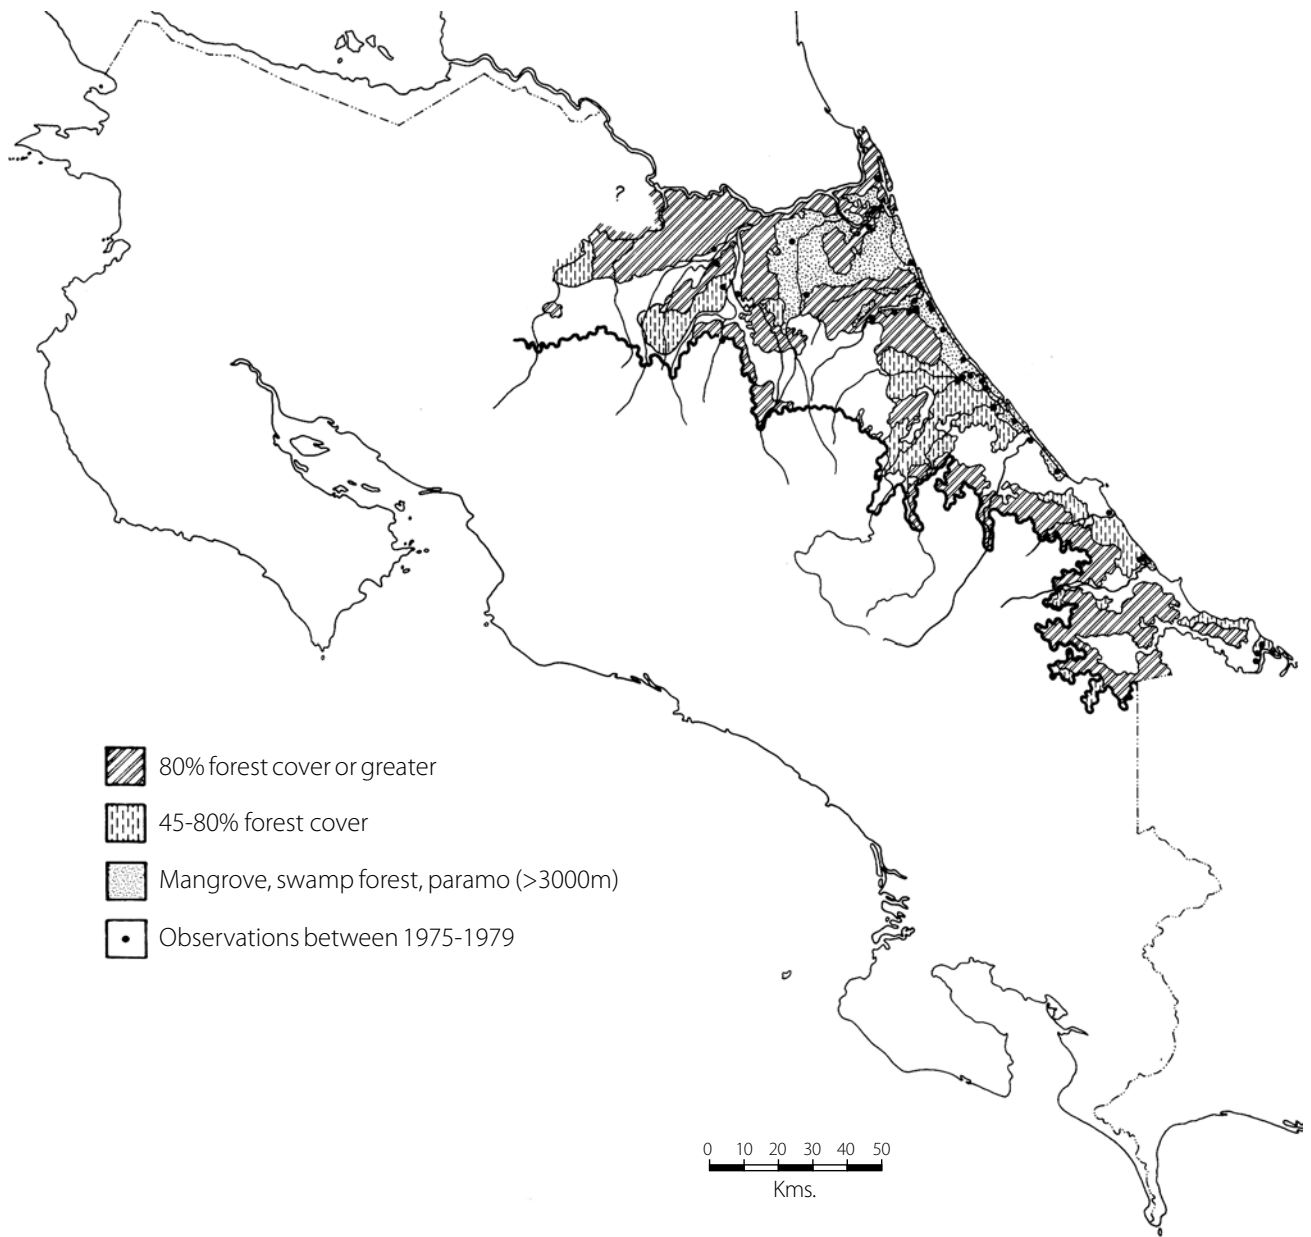 ?
80% forest cover or greater
45-80% forest cover
Mangrove, swamp forest, paramo (>3000m)
Observations between 1975-1979
0 10 20 30 40 50
Kms.